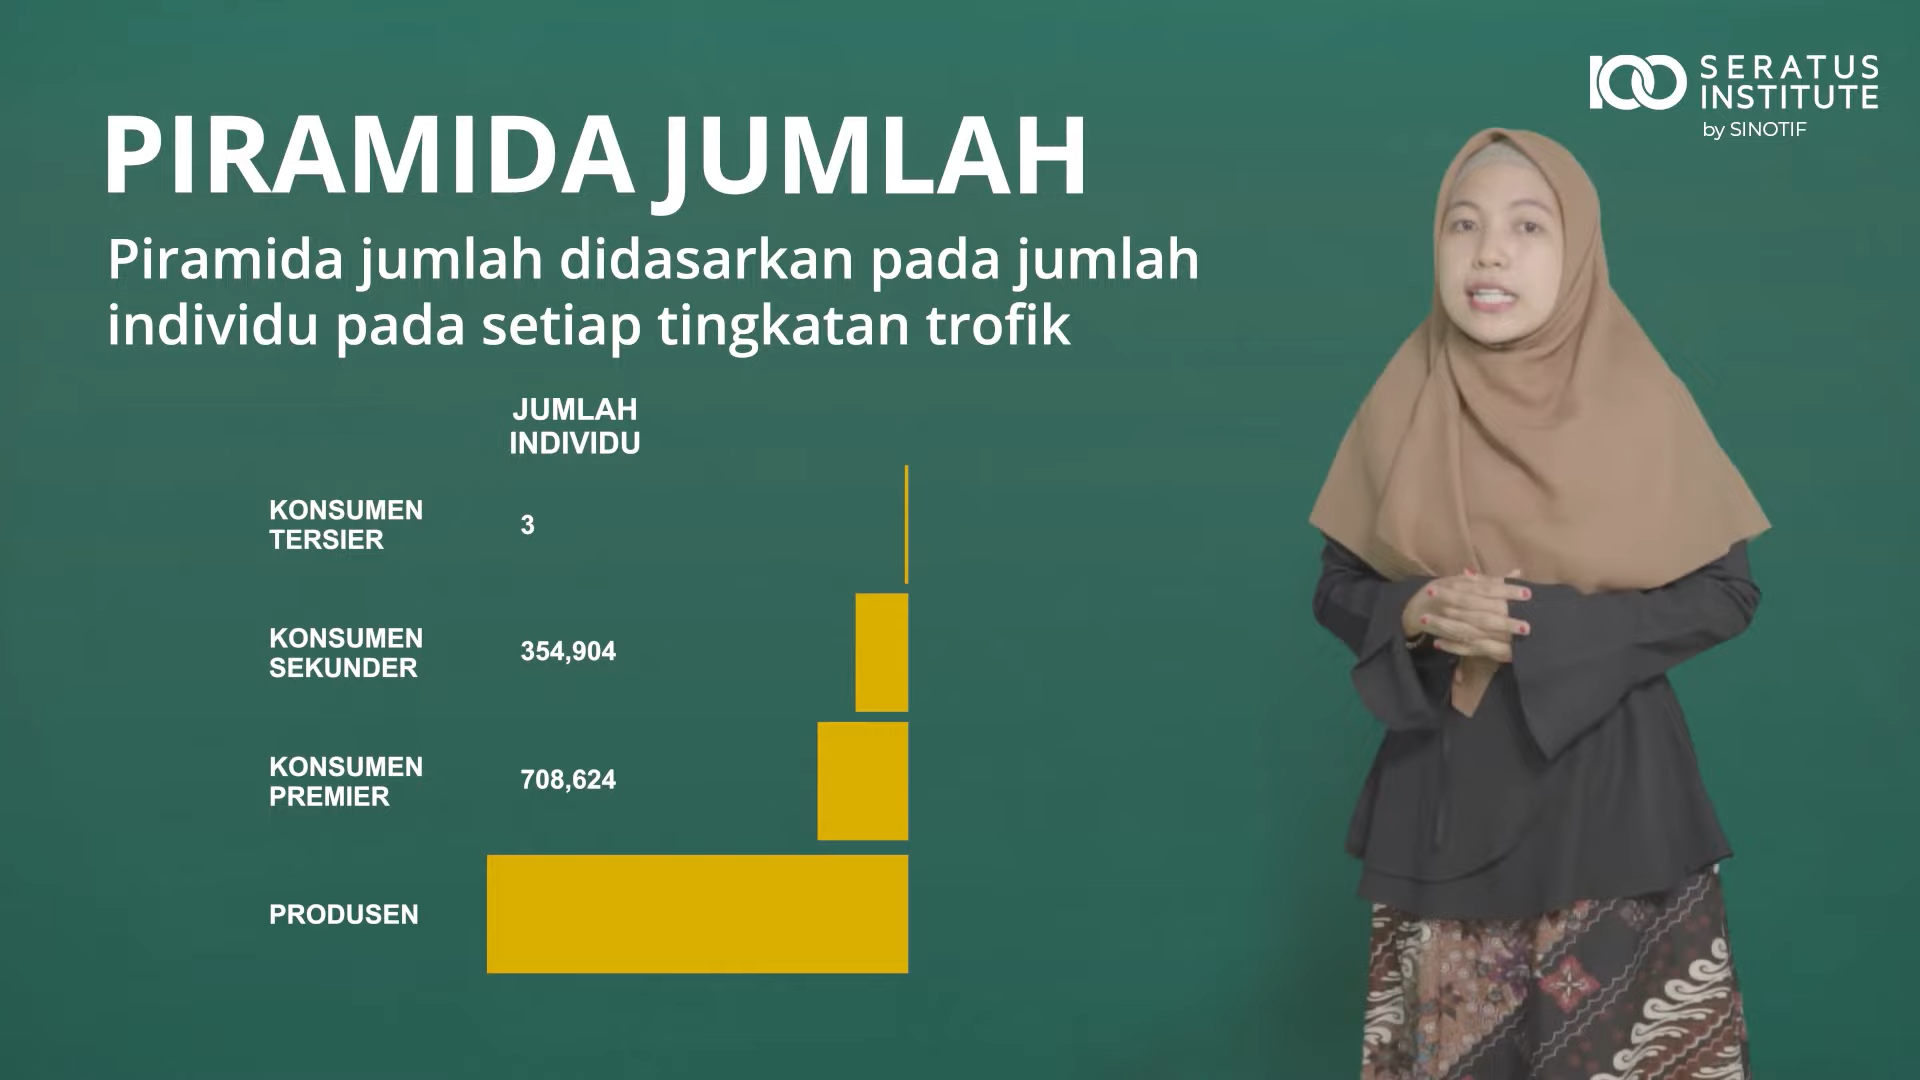 SERATUS
INSTITUTE
by SINOTIF
PIRAMIDA JUMLAH
Piramida jumlah didasarkan pada jumlah
individu pada setiap tingkatan trofik
JUMLAH
INDIVIDU
KONSUMEN
TERSIER
3
KONSUMEN
SEKUNDER
354,904
KONSUMEN
PREMIER
708,624
PRODUSEN